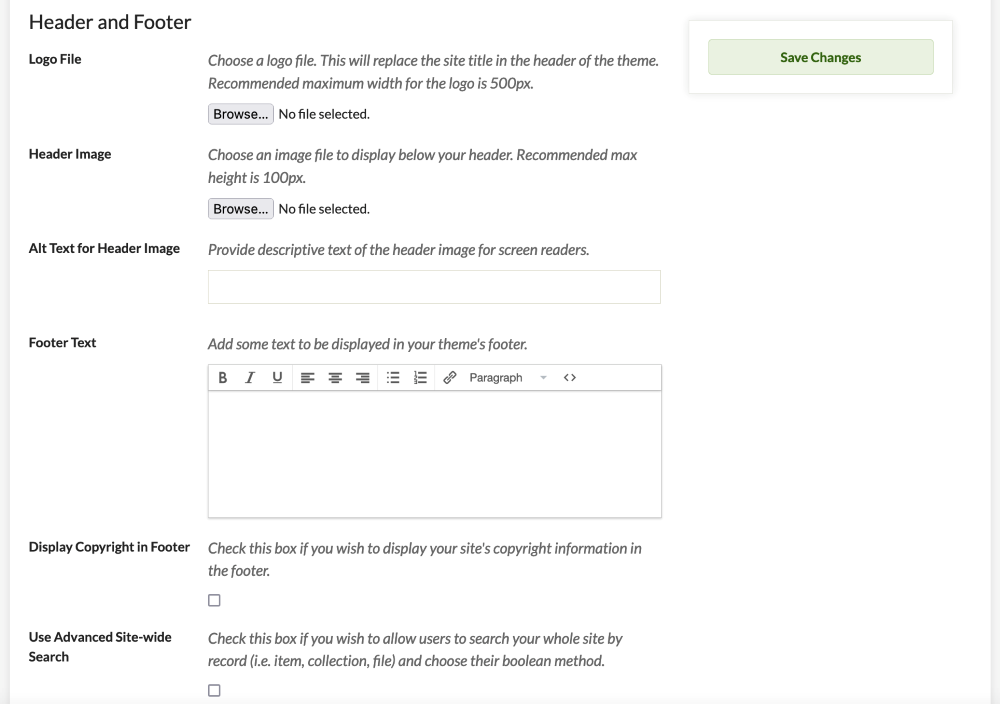 Header and Footer
Save Changes
Logo File
Choose a logo file. This will replace the site title in the header of the theme.
Recommended maximum width for the logo is 500px.
Browse... No file selected.
Header Image
Choose an image file to display below your header. Recommended max
height is 100px.
Browse... No file selected.
Alt Text for Header Image
Provide descriptive text of the header image for screen readers.
Footer Text
Add some text to be displayed in your theme's footer.
B I U Paragraph
Display Copyright in Footer
Check this box if you wish to display your site's copyright information in
the footer.
Use Advanced Site-wide
Search
Check this box if you wish to allow users to search your whole site by
record (i.e. item, collection, file) and choose their boolean method.